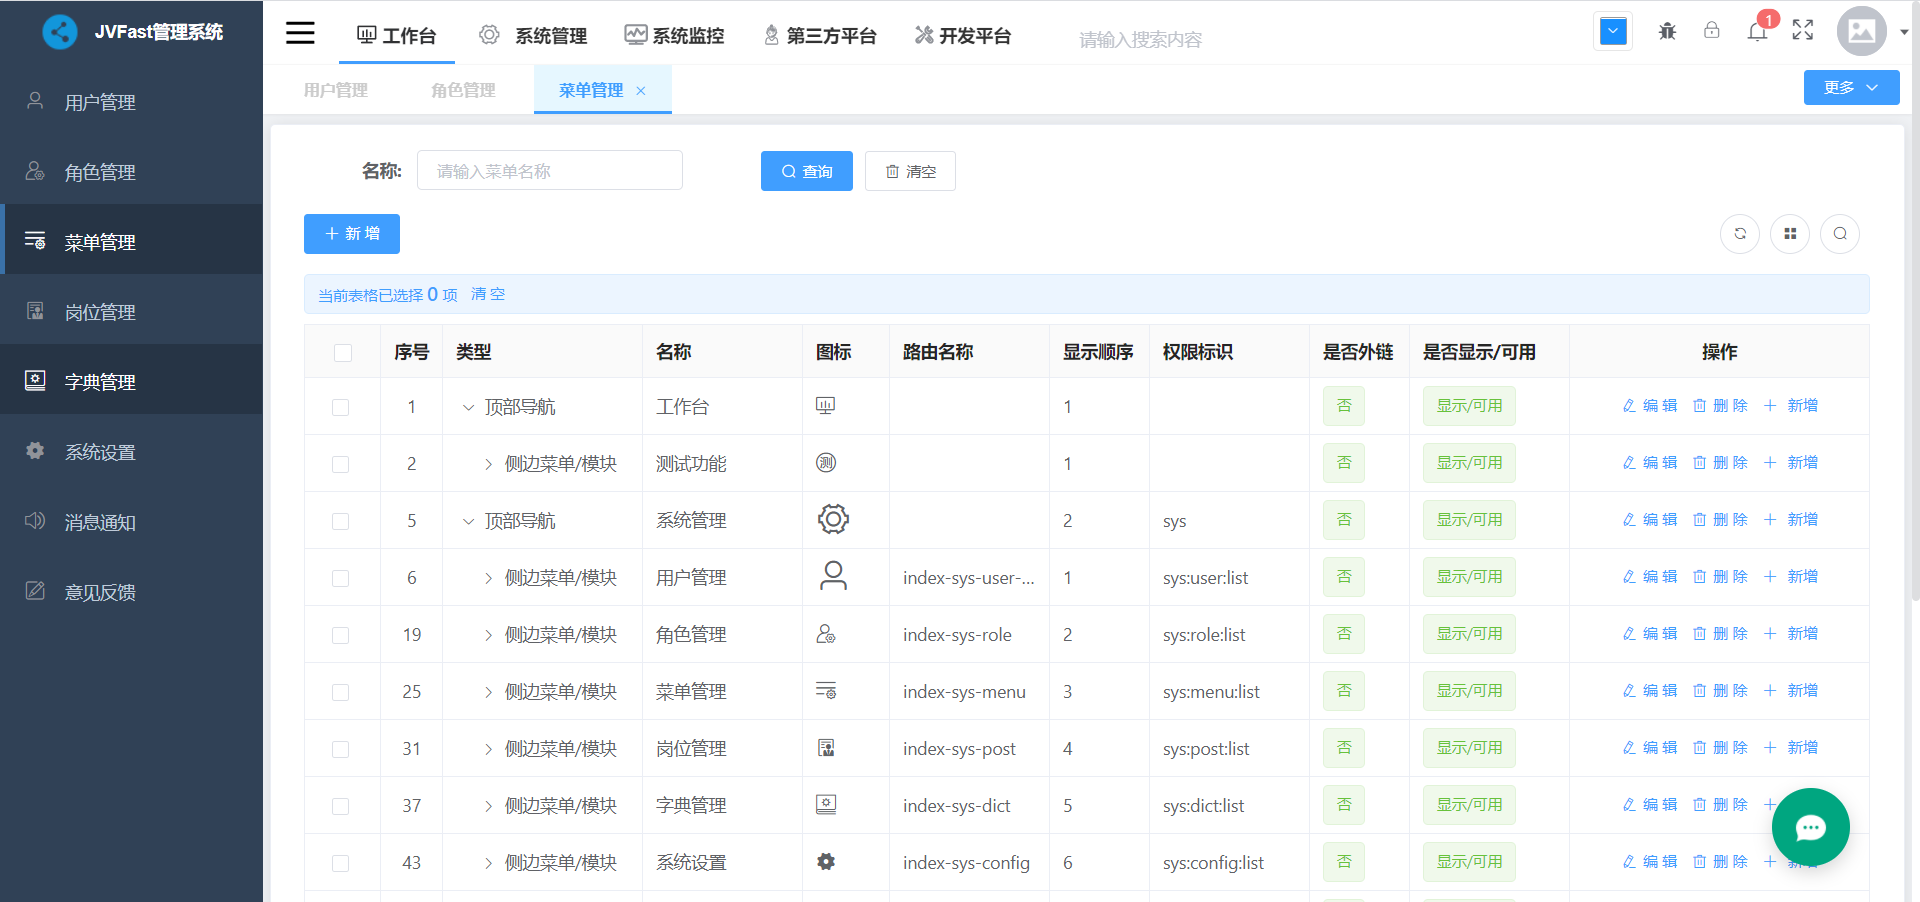 JVFast管理系统
工作台 系统管理 系统监控 第三方平台 开发平台 请输入搜索内容 1
用户管理 角色管理 菜单管理 更多
用户管理
角色管理
菜单管理
岗位管理
字典管理
系统设置
消息通知
意见反馈
名称: 请输入菜单名称 查询 清空
新 增
当前表格已选择 0 项 清 空
序号 类型 名称 图标 路由名称 显示顺序 权限标识 是否外链 是否显示/可用 操作
1 顶部导航 工作台 1 否 显示/可用 编 辑 删 除 新增
2 侧边菜单/模块 测试功能 测 1 否 显示/可用 编 辑 删 除 新增
5 顶部导航 系统管理 2 sys 否 显示/可用 编 辑 删 除 新增
6 侧边菜单/模块 用户管理 index-sys-user-... 1 sys:user:list 否 显示/可用 编 辑 删 除 新增
19 侧边菜单/模块 角色管理 index-sys-role 2 sys:role:list 否 显示/可用 编 辑 删 除 新增
25 侧边菜单/模块 菜单管理 index-sys-menu 3 sys:menu:list 否 显示/可用 编 辑 删 除 新增
31 侧边菜单/模块 岗位管理 index-sys-post 4 sys:post:list 否 显示/可用 编 辑 删 除 新增
37 侧边菜单/模块 字典管理 index-sys-dict 5 sys:dict:list 否 显示/可用 编 辑 删 除
43 侧边菜单/模块 系统设置 index-sys-config 6 sys:config:list 否 显示/可用 编 辑 删 除 新增